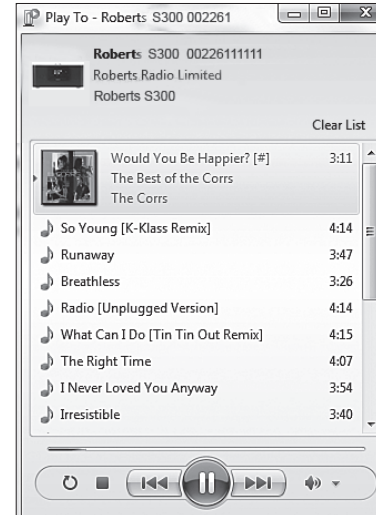 Play To - Roberts S300 002261
Roberts S300 00226111111
Roberts Radio Limited
Roberts S300
Clear List
Would You Be Happier? [#] 3:11
The Best of the Corrs
The Corrs
So Young [K-Klass Remix] 4:14
Runaway 3:47
Breathless 3:26
Radio [Unplugged Version] 4:14
What Can I Do [Tin Tin Out Remix] 4:15
The Right Time 4:07
I Never Loved You Anyway 3:54
Irresistible 3:40